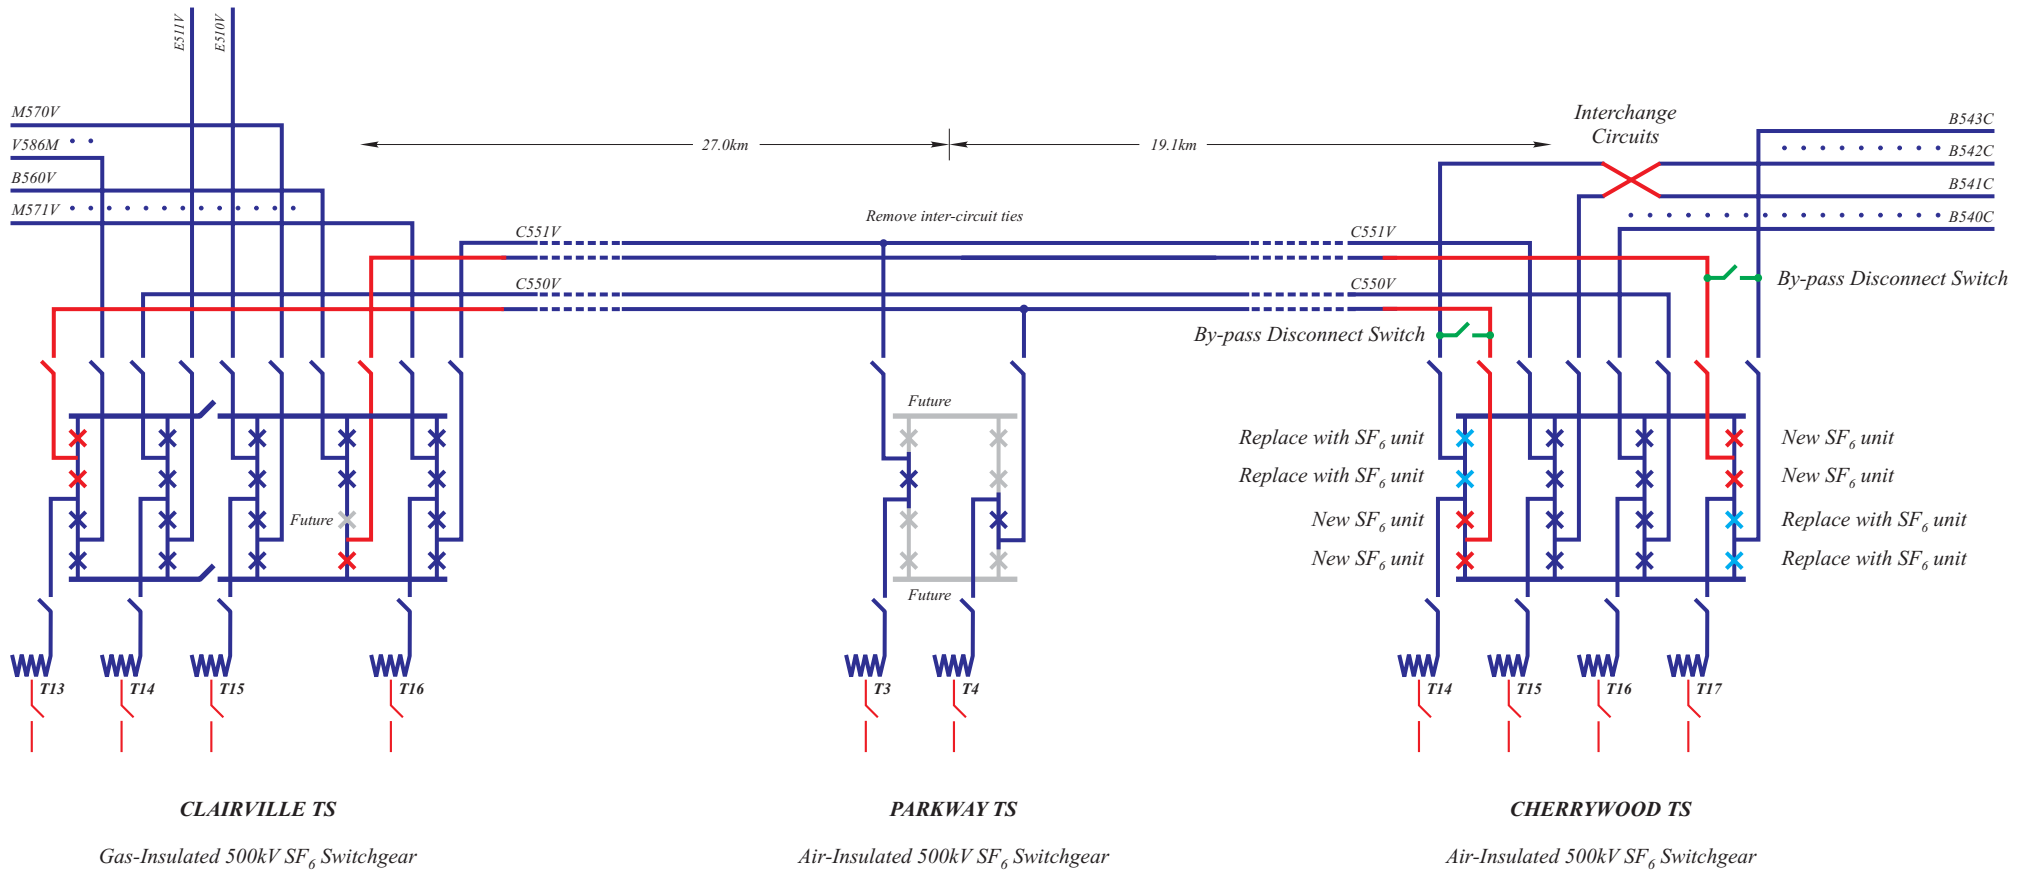 E511V
E510V
M570V
V586M
B560V
M571V
27.0km
19.1km
Interchange
Circuits
B543C
B542C
B541C
B540C
Remove inter-circuit ties
C551V
C551V
C550V
C550V
By-pass Disconnect Switch
By-pass Disconnect Switch
Future
Replace with SF6 unit
New SF6 unit
Replace with SF6 unit
New SF6 unit
Future
New SF6 unit
Replace with SF6 unit
New SF6 unit
Replace with SF6 unit
Future
T13
T14
T15
T16
T3
T4
T14
T15
T16
T17
CLAIRVILLE TS
PARKWAY TS
CHERRYWOOD TS
Gas-Insulated 500kV SF6 Switchgear
Air-Insulated 500kV SF6 Switchgear
Air-Insulated 500kV SF6 Switchgear